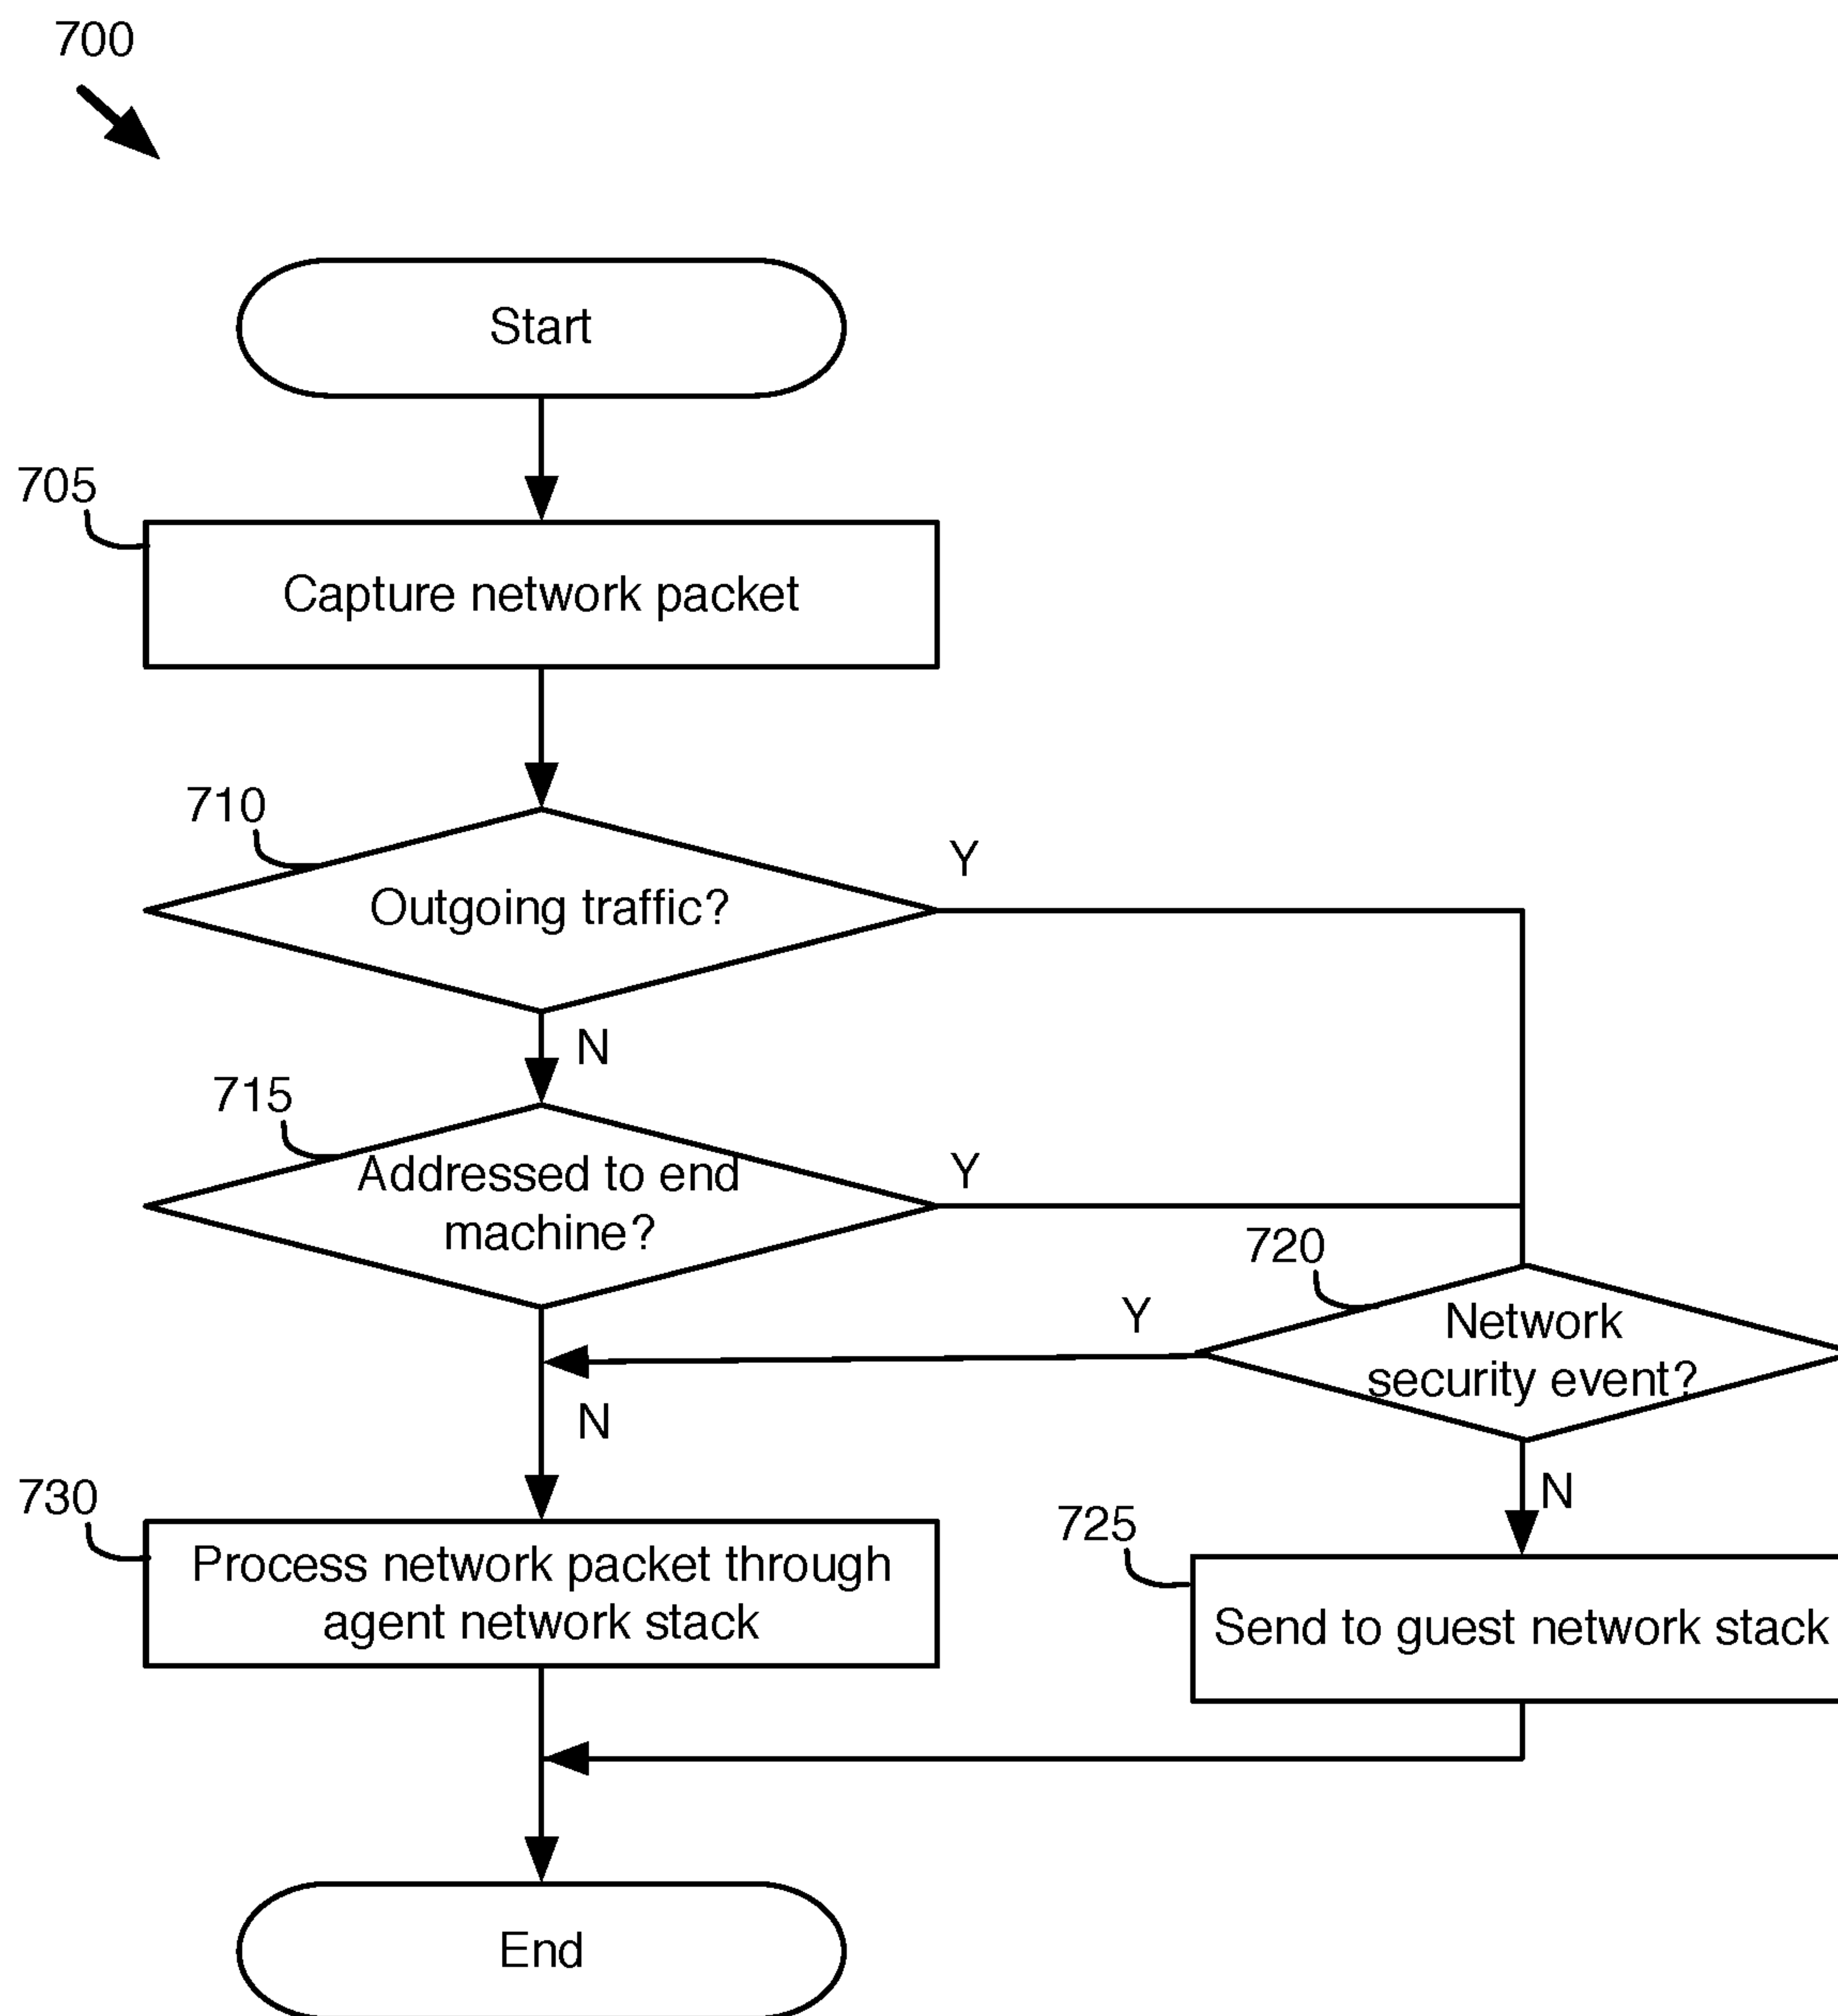 700
Start
705
Capture network packet
710
Y
Outgoing traffic?
N
715
Y
Addressed to end
machine?
720
Y
Network
security event?
N
N
730
725
Process network packet through
agent network stack
Send to guest network stack
End